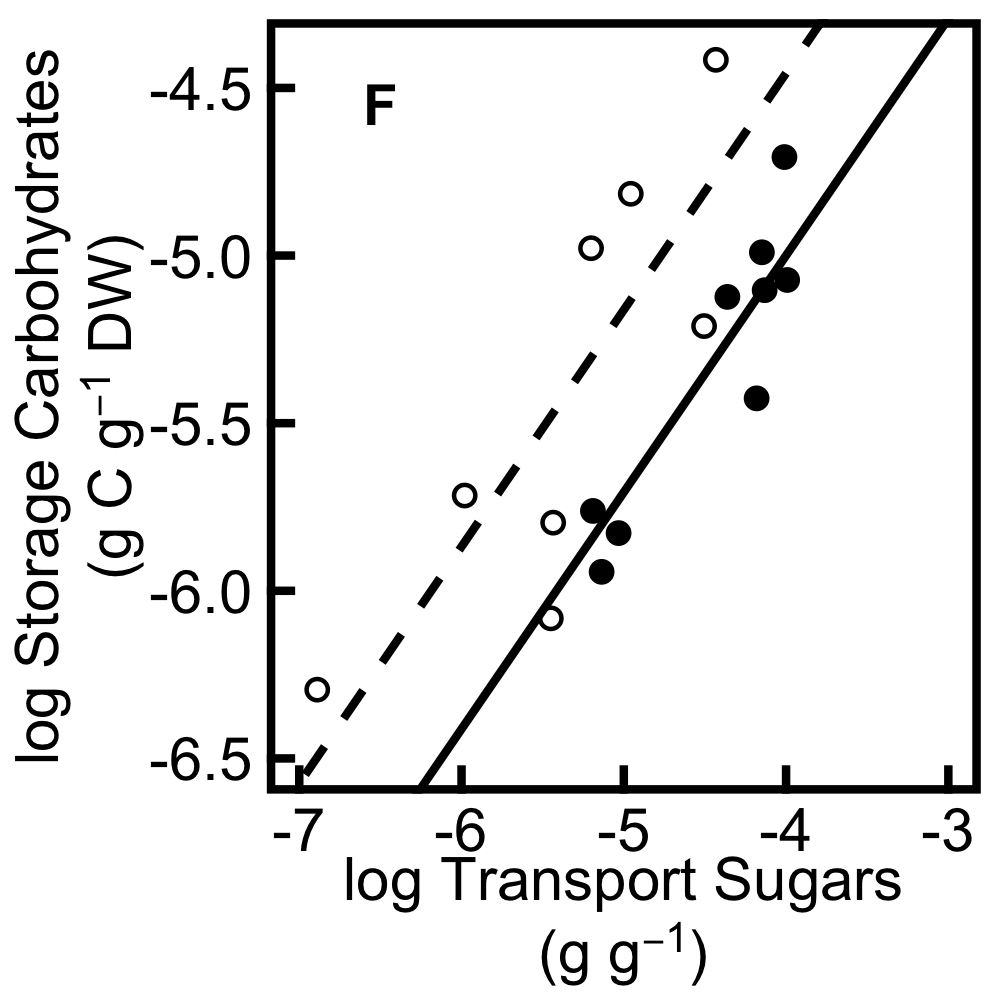 log Storage Carbohydrates
(g C g⁻¹ DW)
F
-4.5
-5.0
-5.5
-6.0
-6.5
-7 -6 -5 -4 -3
log Transport Sugars
(g g⁻¹)